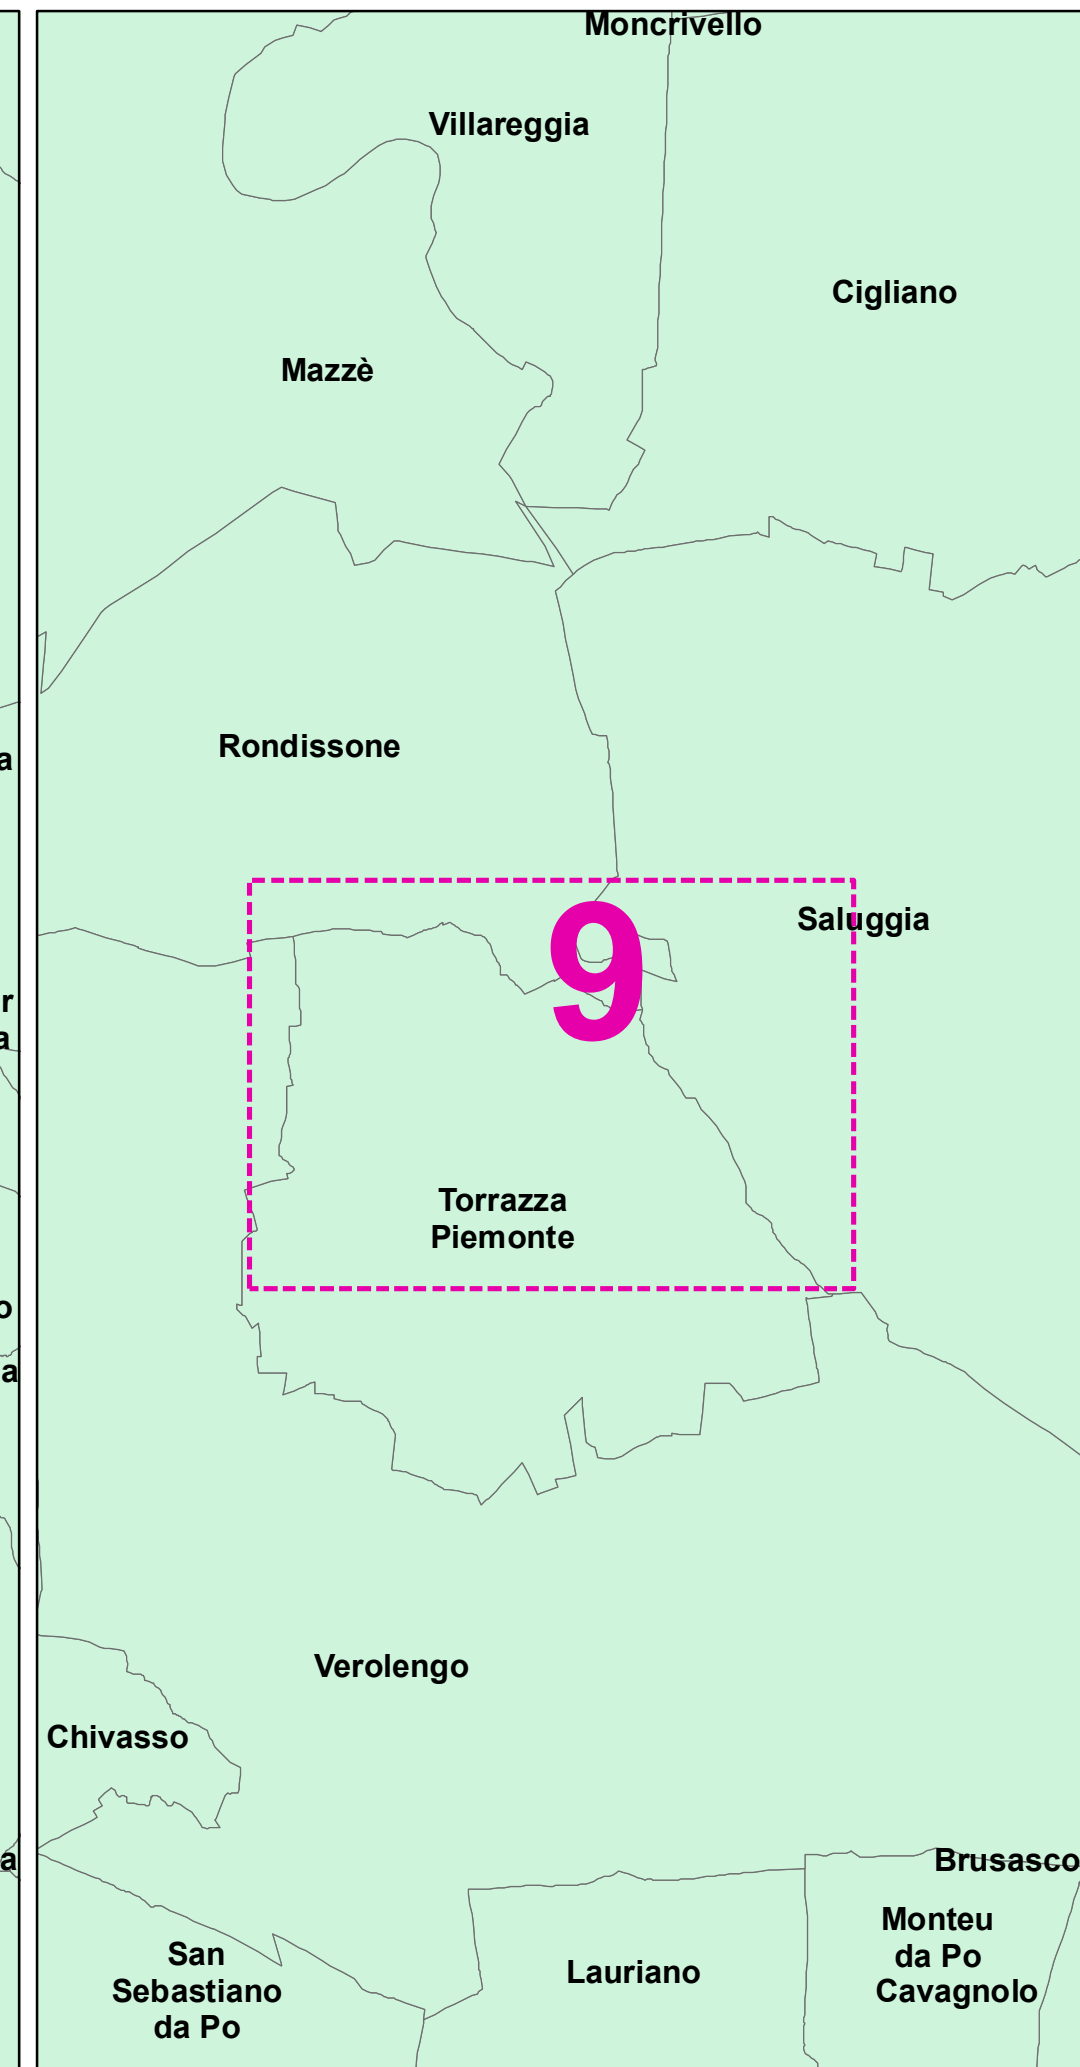 Moncrivello
Villareggia
Cigliano
Mazzè
Rondissone
a
Saluggia
9
r
a
Torrazza
Piemonte
o
a
Verolengo
Chivasso
a
Brusasco
Monteu
da Po
Cavagnolo
San
Sebastiano
da Po
Lauriano